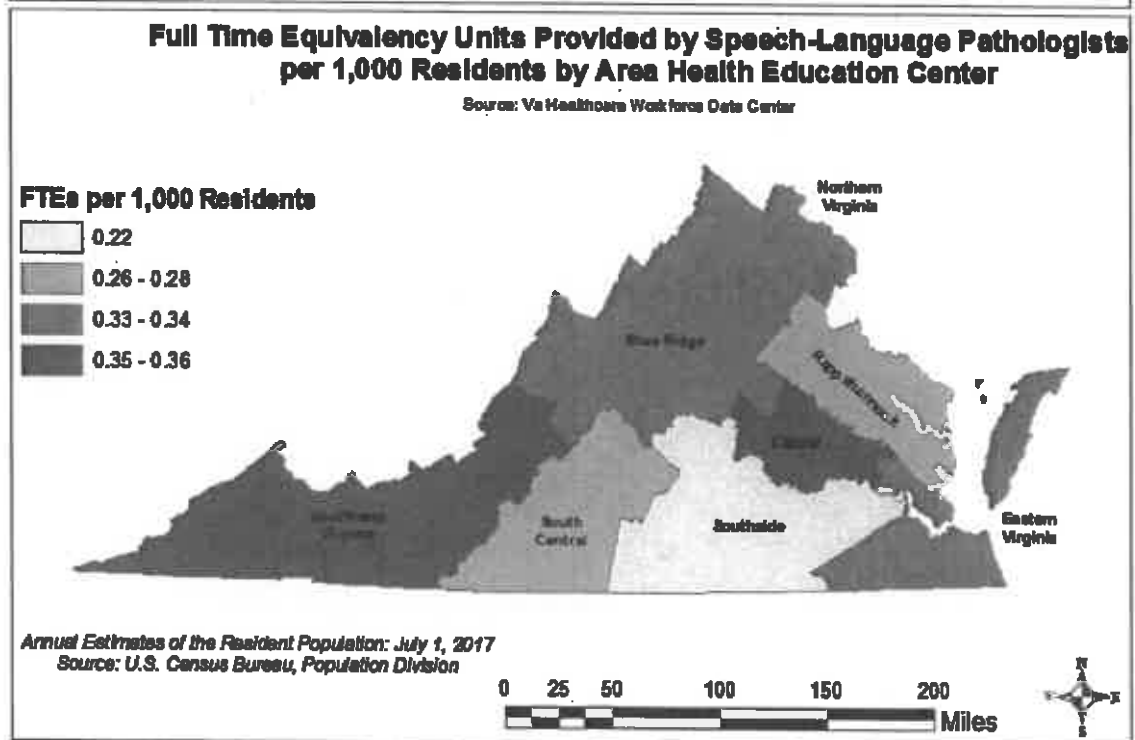 Full Time Equivalency Units Provided by Speech-Language Pathologists
per 1,000 Residents by Area Health Education Center
Source: Va Healthcare Workforce Data Center
FTEs per 1,000 Residents
0.22
0.26 - 0.28
0.33 - 0.34
0.35 - 0.36
Northern
Virginia
Blue Ridge
Rappahannock
Capital
Southwest
Virginia
South
Central
Southside
Eastern
Virginia
Annual Estimates of the Resident Population: July 1, 2017
Source: U.S. Census Bureau, Population Division
0 25 50 100 150 200
Miles
N
E
S